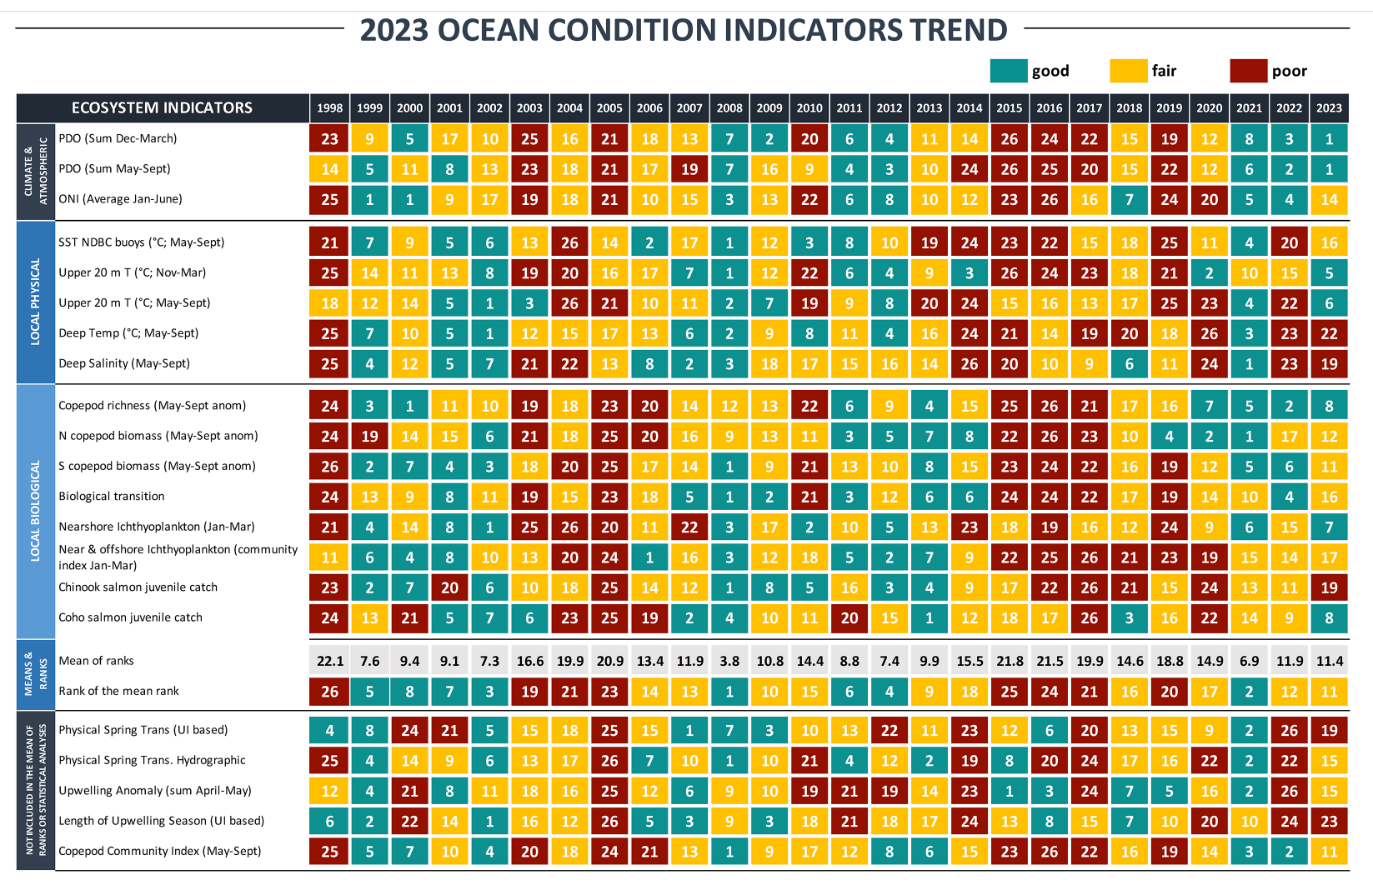 2023 OCEAN CONDITION INDICATORS TREND
good fair poor
ECOSYSTEM INDICATORS 1998 1999 2000 2001 2002 2003 2004 2005 2006 2007 2008 2009 2010 2011 2012 2013 2014 2015 2016 2017 2018 2019 2020 2021 2022 2023
CLIMATE &
ATMOSPHERIC
PDO (Sum Dec-March) 23 9 5 17 10 25 16 21 18 13 7 2 20 6 4 11 14 26 24 22 15 19 12 8 3 1
PDO (Sum May-Sept) 14 5 11 8 13 23 18 21 17 19 7 16 9 4 3 10 24 26 25 20 15 22 12 6 2 1
ONI (Average Jan-June) 25 1 1 9 17 19 18 21 10 15 3 13 22 6 8 10 12 23 26 16 7 24 20 5 4 14
LOCAL PHYSICAL
SST NDBC buoys (°C; May-Sept) 21 7 9 5 6 13 26 14 2 17 1 12 3 8 10 19 24 23 22 15 18 25 11 4 20 16
Upper 20 m T (°C; Nov-Mar) 25 14 11 13 8 19 20 16 17 7 1 12 22 6 4 9 3 26 24 23 18 21 2 10 15 5
Upper 20 m T (°C; May-Sept) 18 12 14 5 1 3 26 21 10 11 2 7 19 9 8 20 24 15 16 13 17 25 23 4 22 6
Deep Temp (°C; May-Sept) 25 7 10 5 1 12 15 17 13 6 2 9 8 11 4 16 24 21 14 19 20 18 26 3 23 22
Deep Salinity (May-Sept) 25 4 12 5 7 21 22 13 8 2 3 18 17 15 16 14 26 20 10 9 6 11 24 1 23 19
LOCAL BIOLOGICAL
Copepod richness (May-Sept anom) 24 3 1 11 10 19 18 23 20 14 12 13 22 6 9 4 15 25 26 21 17 16 7 5 2 8
N copepod biomass (May-Sept anom) 24 19 14 15 6 21 18 25 20 16 9 13 11 3 5 7 8 22 26 23 10 4 2 1 17 12
S copepod biomass (May-Sept anom) 26 2 7 4 3 18 20 25 17 14 1 9 21 13 10 8 15 23 24 22 16 19 12 5 6 11
Biological transition 24 13 9 8 11 19 15 23 18 5 1 2 21 3 12 6 6 24 24 22 17 19 14 10 4 16
Nearshore Ichthyoplankton (Jan-Mar) 21 4 14 8 1 25 26 20 11 22 3 17 2 10 5 13 23 18 19 16 12 24 9 6 15 7
Near & offshore Ichthyoplankton (community
index Jan-Mar) 11 6 4 8 10 13 20 24 1 16 3 12 18 5 2 7 9 22 25 26 21 23 19 15 14 17
Chinook salmon juvenile catch 23 2 7 20 6 10 18 25 14 12 1 8 5 16 3 4 9 17 22 26 21 15 24 13 11 19
Coho salmon juvenile catch 24 13 21 5 7 6 23 25 19 2 4 10 11 20 15 1 12 18 17 26 3 16 22 14 9 8
MEANS &
RANKS
Mean of ranks 22.1 7.6 9.4 9.1 7.3 16.6 19.9 20.9 13.4 11.9 3.8 10.8 14.4 8.8 7.4 9.9 15.5 21.8 21.5 19.9 14.6 18.8 14.9 6.9 11.9 11.4
Rank of the mean rank 26 5 8 7 3 19 21 23 14 13 1 10 15 6 4 9 18 25 24 21 16 20 17 2 12 11
NOT INCLUDED IN THE MEAN OF
RANKS OR STATISTICAL ANALYSES
Physical Spring Trans (UI based) 4 8 24 21 5 15 18 25 15 1 7 3 10 13 22 11 23 12 6 20 13 15 9 2 26 19
Physical Spring Trans. Hydrographic 25 4 14 9 6 13 17 26 7 10 1 10 21 4 12 2 19 8 20 24 17 16 22 2 22 15
Upwelling Anomaly (sum April-May) 12 4 21 8 11 18 16 25 12 6 9 10 19 21 19 14 23 1 3 24 7 5 16 2 26 15
Length of Upwelling Season (UI based) 6 2 22 14 1 16 12 26 5 3 9 3 18 21 18 17 24 13 8 15 7 10 20 10 24 23
Copepod Community Index (May-Sept) 25 5 7 10 4 20 18 24 21 13 1 9 17 12 8 6 15 23 26 22 16 19 14 3 2 11